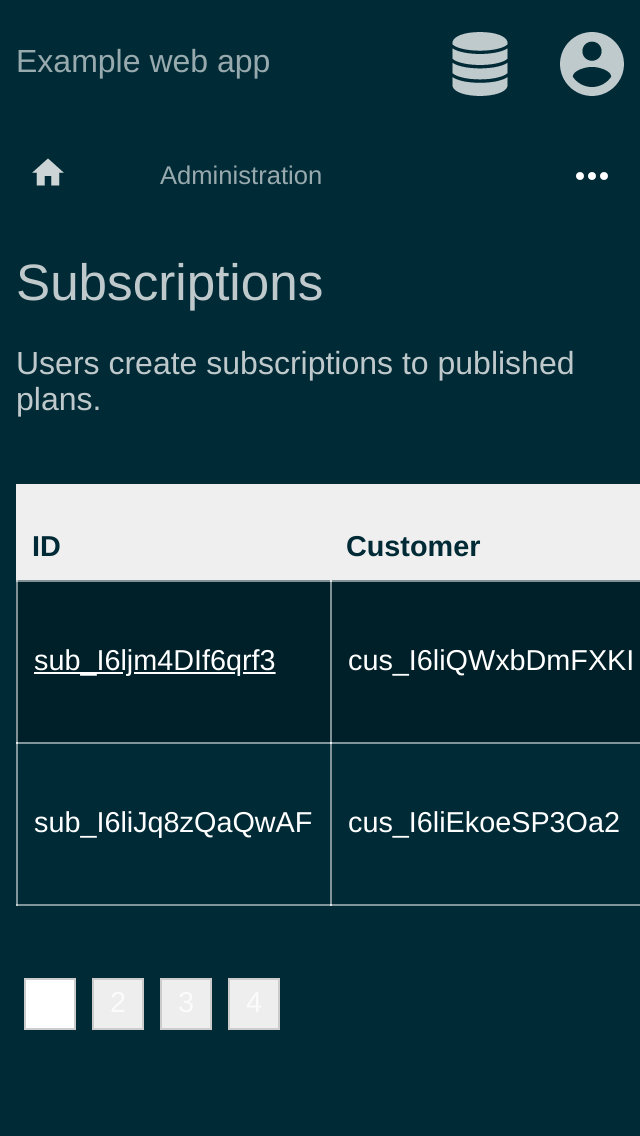 Example web app
Administration
Subscriptions
Users create subscriptions to published
plans.
ID Customer
sub_I6ljm4DIf6qrf3 cus_I6liQWxbDmFXKI
sub_I6liJq8zQaQwAF cus_I6liEkoeSP3Oa2
2 3 4